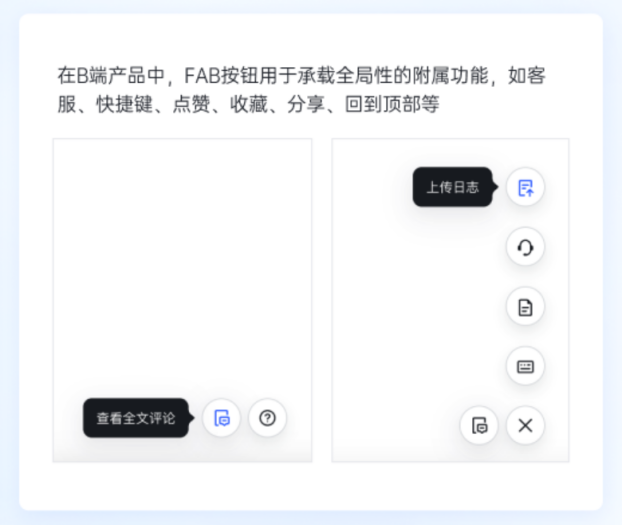 在B端产品中，FAB按钮用于承载全局性的附属功能，如客
服、快捷键、点赞、收藏、分享、回到顶部等
上传日志
查看全文评论